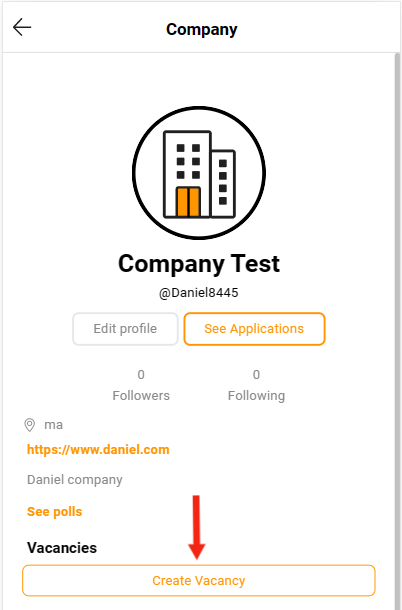 Company
Company Test
@Daniel8445
Edit profile
See Applications
0
0
Followers
Following
ma
https://www.daniel.com
Daniel company
See polls
Vacancies
Create Vacancy